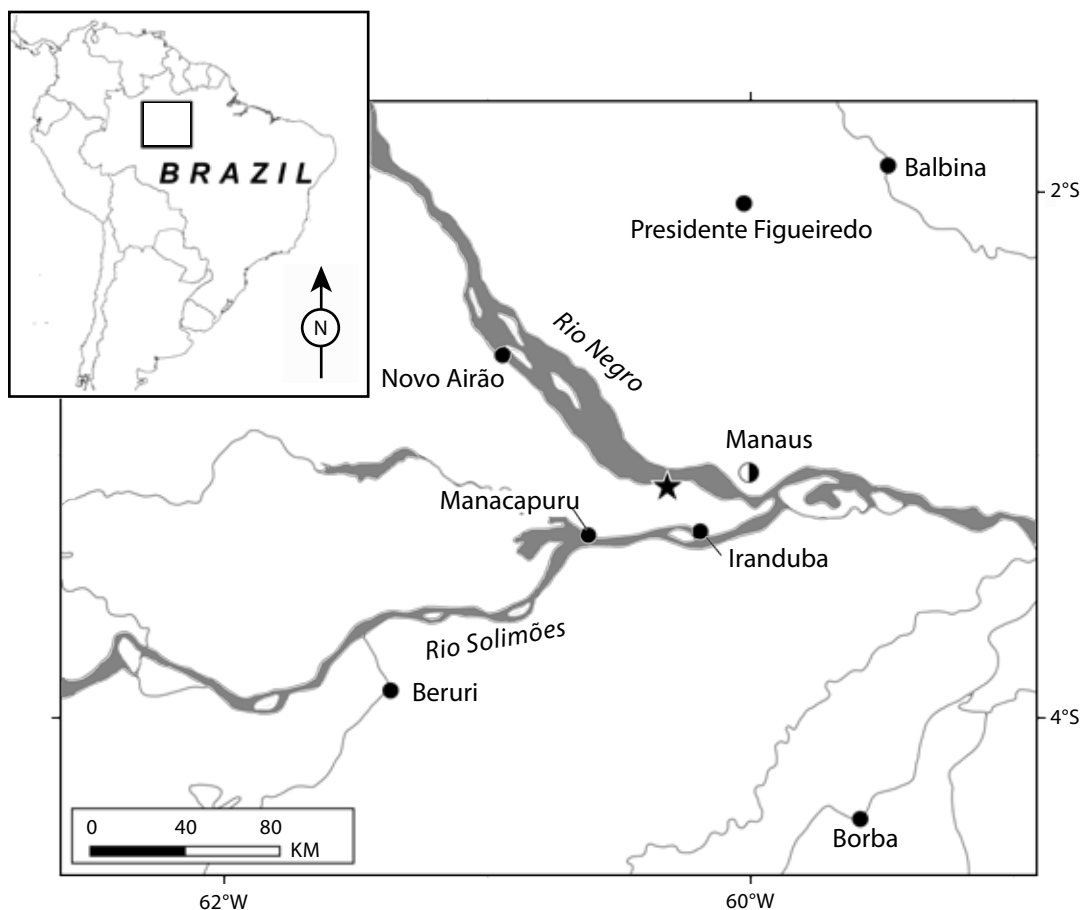 BRAZIL
N
Balbina
2°S
Presidente Figueiredo
Rio Negro
Novo Airão
Manaus
Manacapuru
Iranduba
Rio Solimões
Beruri
4°S
0 40 80
KM
Borba
62°W
60°W